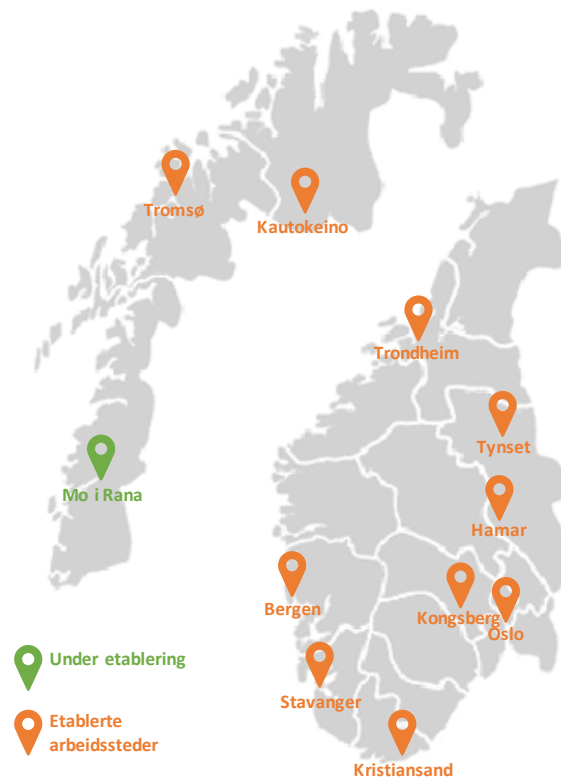 Tromsø
Kautokeino
Trondheim
Tynset
Mo i Rana
Hamar
Bergen
Kongsberg
Oslo
Under etablering
Stavanger
Etablerte
arbeidssteder
Kristiansand